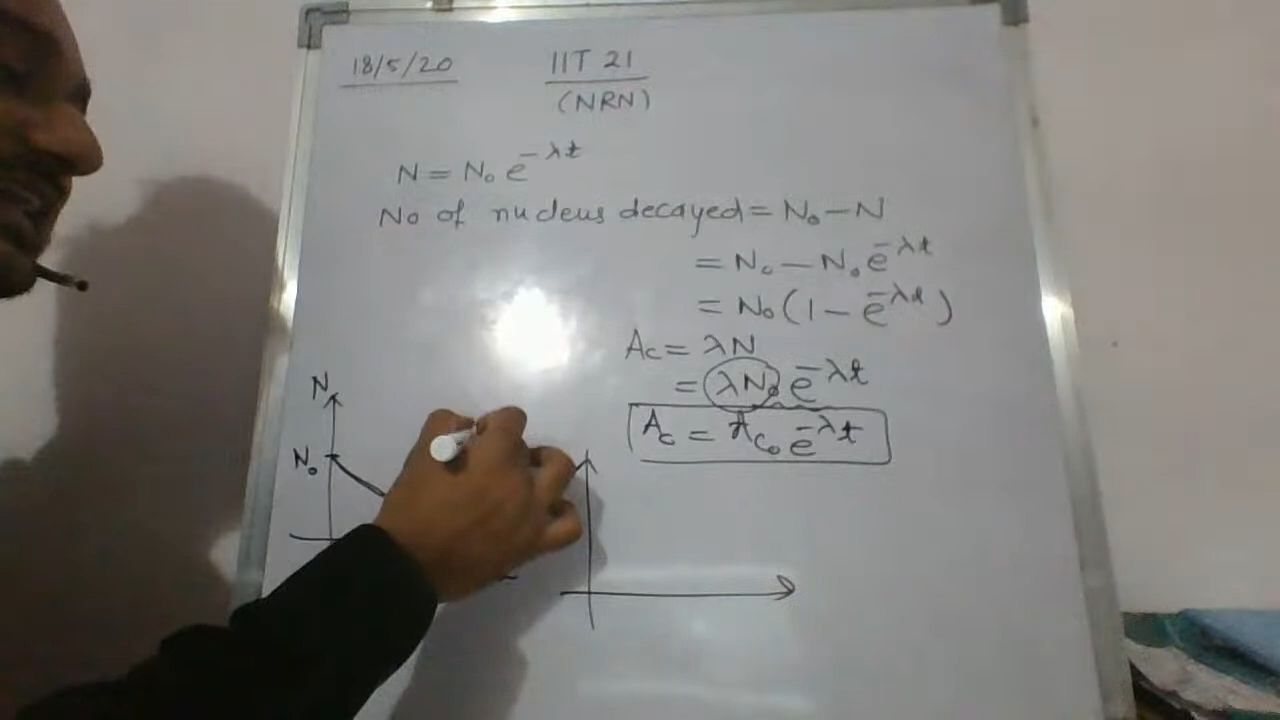 18/5/20 IIT 21
(NRN)
N = N₀ e^-λt
No of nucleus decayed = N₀ - N
= N₀ - N₀ e^-λt
= N₀ (1 - e^-λt)
Ac = λN
= λN₀ e^-λt
Ac = Ac₀ e^-λt
N
N₀